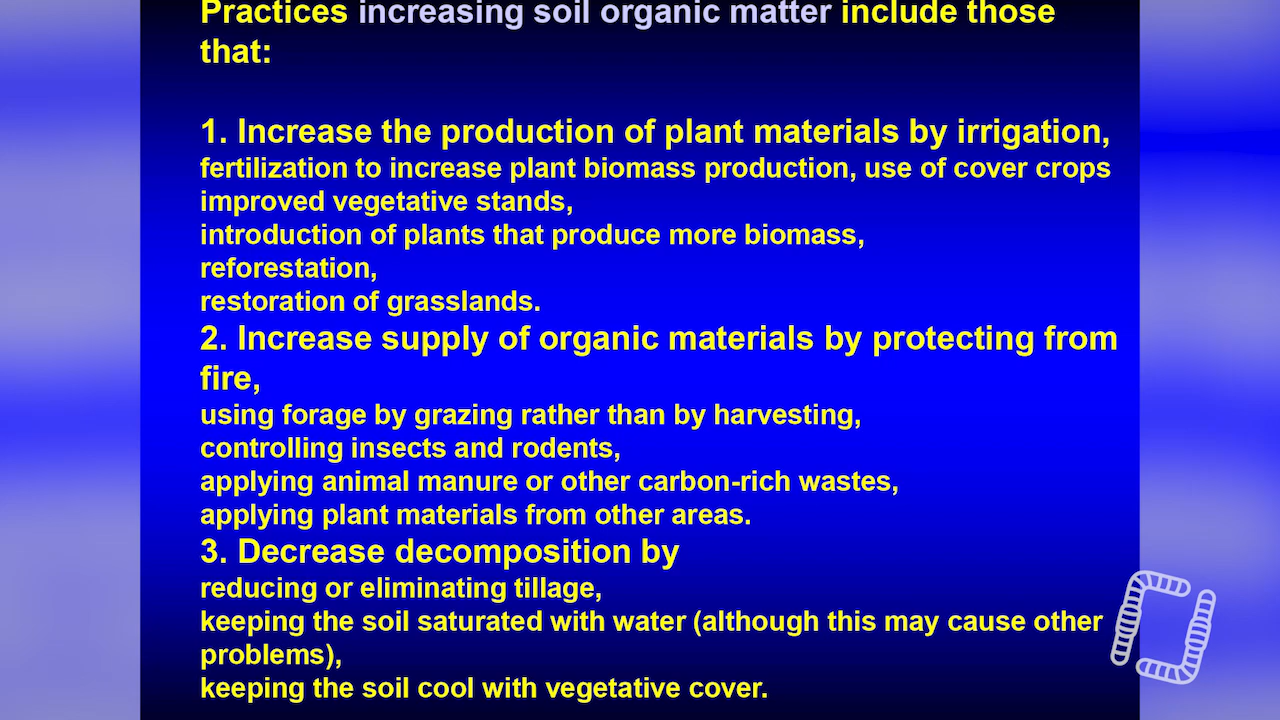 Practices increasing soil organic matter include those
that:
1. Increase the production of plant materials by irrigation,
fertilization to increase plant biomass production, use of cover crops
improved vegetative stands,
introduction of plants that produce more biomass,
reforestation,
restoration of grasslands.
2. Increase supply of organic materials by protecting from
fire,
using forage by grazing rather than by harvesting,
controlling insects and rodents,
applying animal manure or other carbon-rich wastes,
applying plant materials from other areas.
3. Decrease decomposition by
reducing or eliminating tillage,
keeping the soil saturated with water (although this may cause other
problems),
keeping the soil cool with vegetative cover.